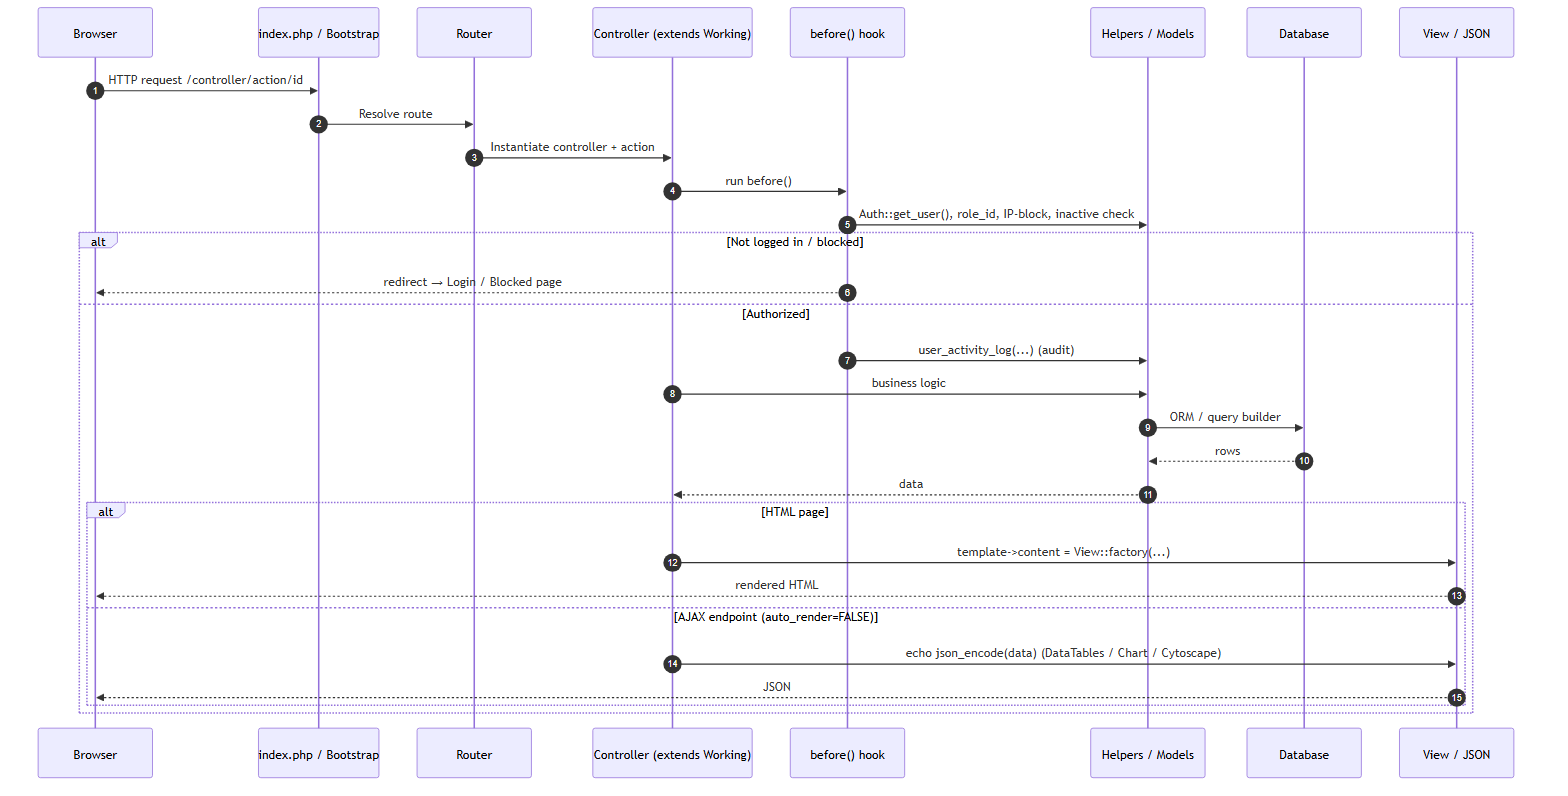 Browser
index.php / Bootstrap
Router
Controller (extends Working)
before() hook
Helpers / Models
Database
View / JSON
HTTP request /controller/action/id
1
Resolve route
2
Instantiate controller + action
3
run before()
4
Auth::get_user(), role_id, IP-block, inactive check
5
alt
[Not logged in / blocked]
redirect → Login / Blocked page
6
[Authorized]
user_activity_log(...) (audit)
7
business logic
8
ORM / query builder
9
rows
10
data
11
alt
[HTML page]
template->content = View::factory(...)
12
rendered HTML
13
[AJAX endpoint (auto_render=FALSE)]
echo json_encode(data) (DataTables / Chart / Cytoscape)
14
JSON
15
Browser
index.php / Bootstrap
Router
Controller (extends Working)
before() hook
Helpers / Models
Database
View / JSON